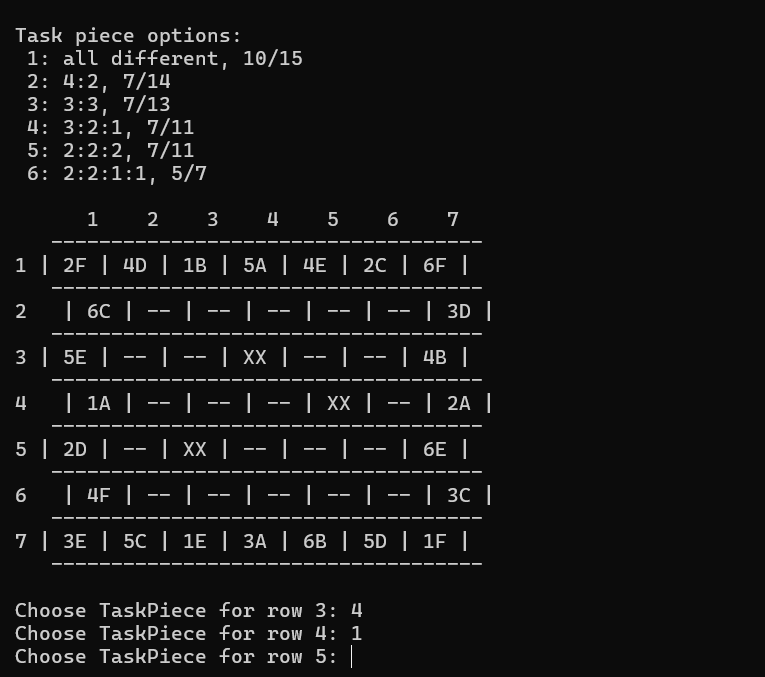 Task piece options:
 1: all different, 10/15
 2: 4:2, 7/14
 3: 3:3, 7/13
 4: 3:2:1, 7/11
 5: 2:2:2, 7/11
 6: 2:2:1:1, 5/7
      1    2    3    4    5    6    7
   ------------------------------------
1 | 2F | 4D | 1B | 5A | 4E | 2C | 6F |
   ------------------------------------
2   | 6C | -- | -- | -- | -- | -- | 3D |
   ------------------------------------
3 | 5E | -- | -- | XX | -- | -- | 4B |
   ------------------------------------
4   | 1A | -- | -- | -- | XX | -- | 2A |
   ------------------------------------
5 | 2D | -- | XX | -- | -- | -- | 6E |
   ------------------------------------
6   | 4F | -- | -- | -- | -- | -- | 3C |
   ------------------------------------
7 | 3E | 5C | 1E | 3A | 6B | 5D | 1F |
   ------------------------------------
Choose TaskPiece for row 3: 4
Choose TaskPiece for row 4: 1
Choose TaskPiece for row 5: